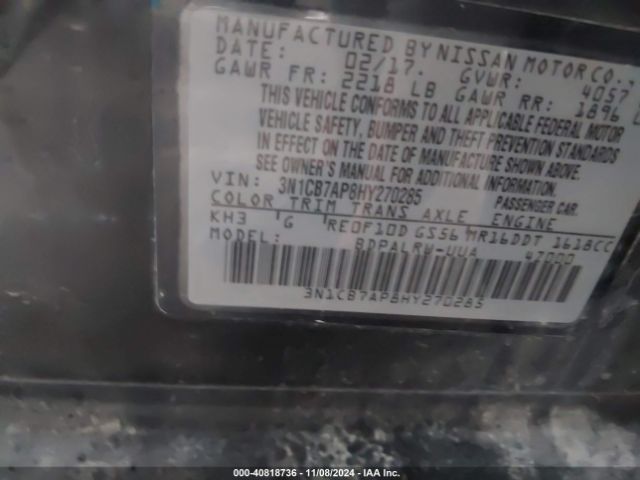 MANUFACTURED BY NISSAN MOTOR CO.,
DATE: 02/17. GVWR: 4057
GAWR FR: 2218 LB GAWR RR: 1896 L
THIS VEHICLE CONFORMS TO ALL APPLICABLE FEDERAL MOTOR
VEHICLE SAFETY, BUMPER AND THEFT PREVENTION STANDARDS
IN EFFECT ON THE DATE OF MANUFACTURE SHOWN ABOVE.
SEE OWNER'S MANUAL FOR ADDITIONAL INFORMATION.
VIN: 3N1CB7AP8HY270285 PASSENGER CAR.
COLOR TRIM TRANS AXLE ENGINE
KH3 G RE0F10D GS56 MR16DDT 1618CC
MODEL: BDPALRW-UUA 47000
3N1CB7AP8HY270285
000-40818736 - 11/08/2024 - IAA Inc.